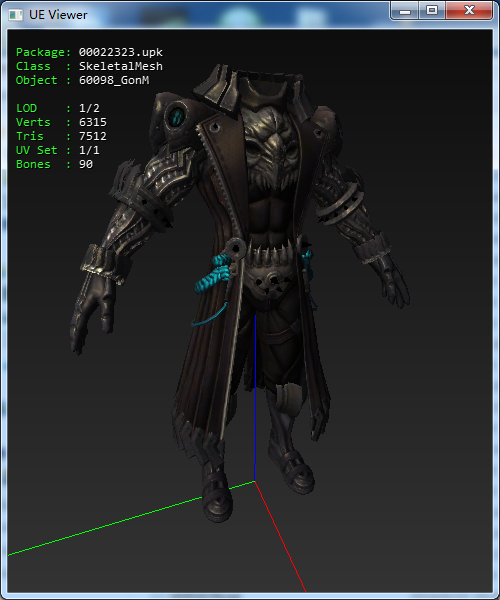 UE Viewer
Package: 00022323.upk
Class : SkeletalMesh
Object : 60098_GonM
LOD : 1/2
Verts : 6315
Tris : 7512
UV Set : 1/1
Bones : 90